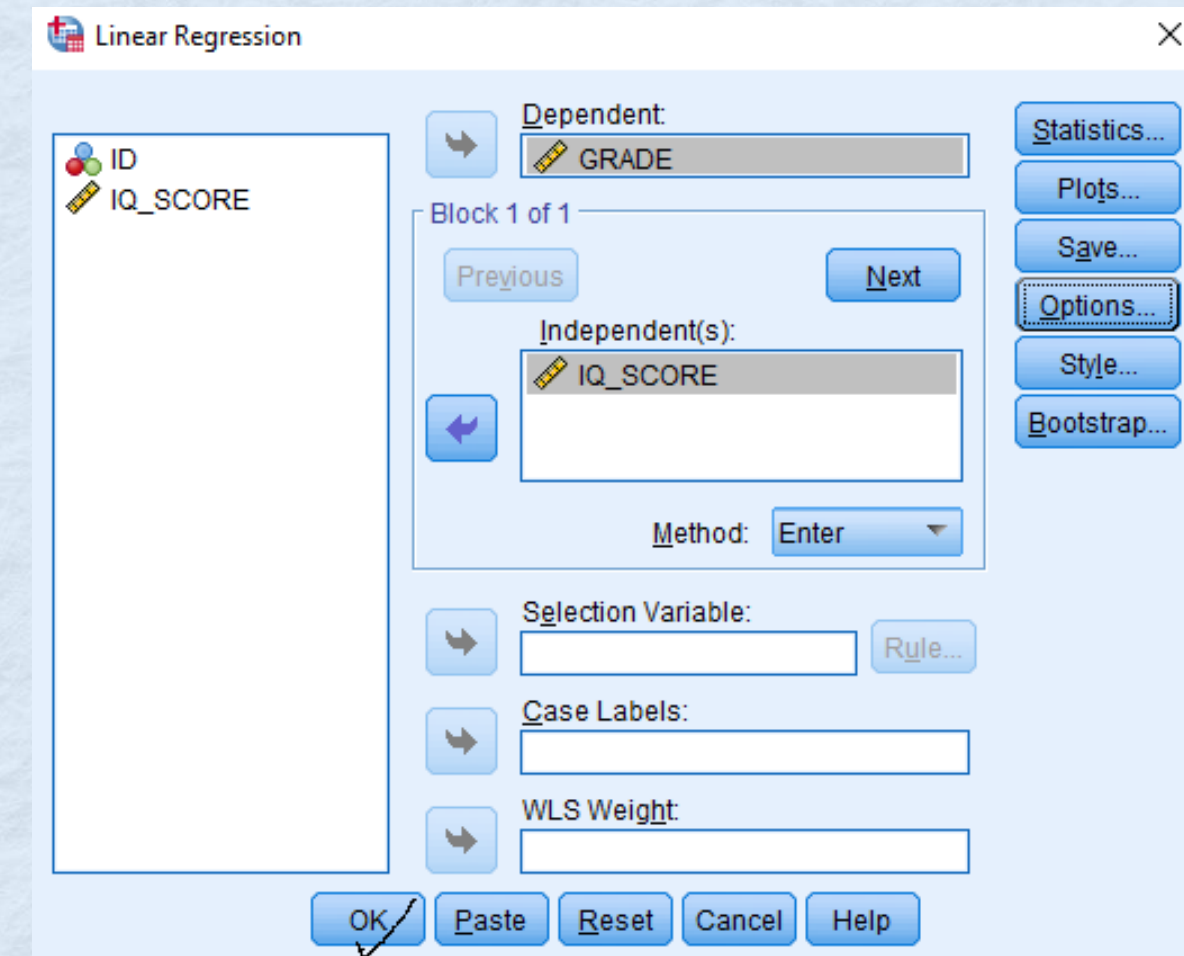 Linear Regression
ID
IQ_SCORE
Dependent:
GRADE
Block 1 of 1
Previous
Next
Independent(s):
IQ_SCORE
Method: Enter
Selection Variable:
Rule...
Case Labels:
WLS Weight:
Statistics...
Plots...
Save...
Options...
Style...
Bootstrap...
OK Paste Reset Cancel Help